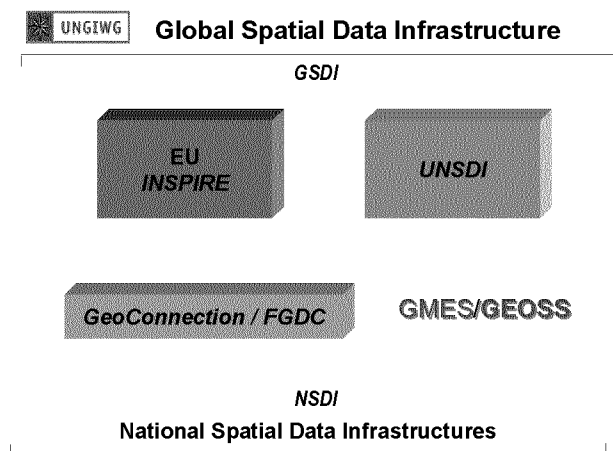 UNGIWG
Global Spatial Data Infrastructure
GSDI
EU
INSPIRE
UNSDI
GeoConnection / FGDC
GMES/GEOSS
NSDI
National Spatial Data Infrastructures